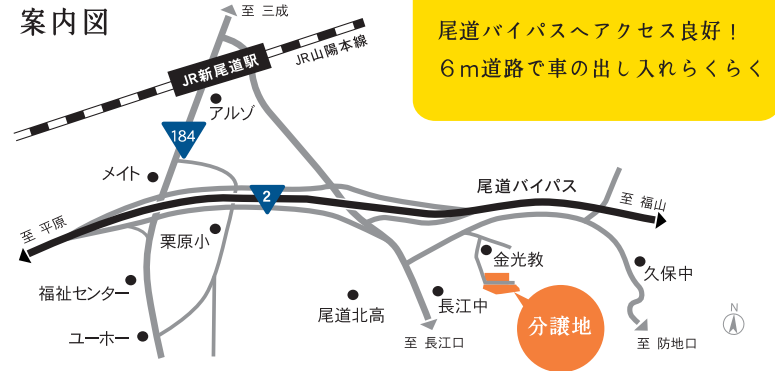 案内図
至 三成
尾道バイパスへアクセス良好！
６ｍ道路で車の出し入れらくらく
JR新尾道駅
JR山陽本線
アルゾ
184
メイト
2
尾道バイパス
至 福山
至 平原
栗原小
金光教
久保中
福祉センター
尾道北高
長江中
分譲地
ユーホー
至 長江口
至 防地口
N